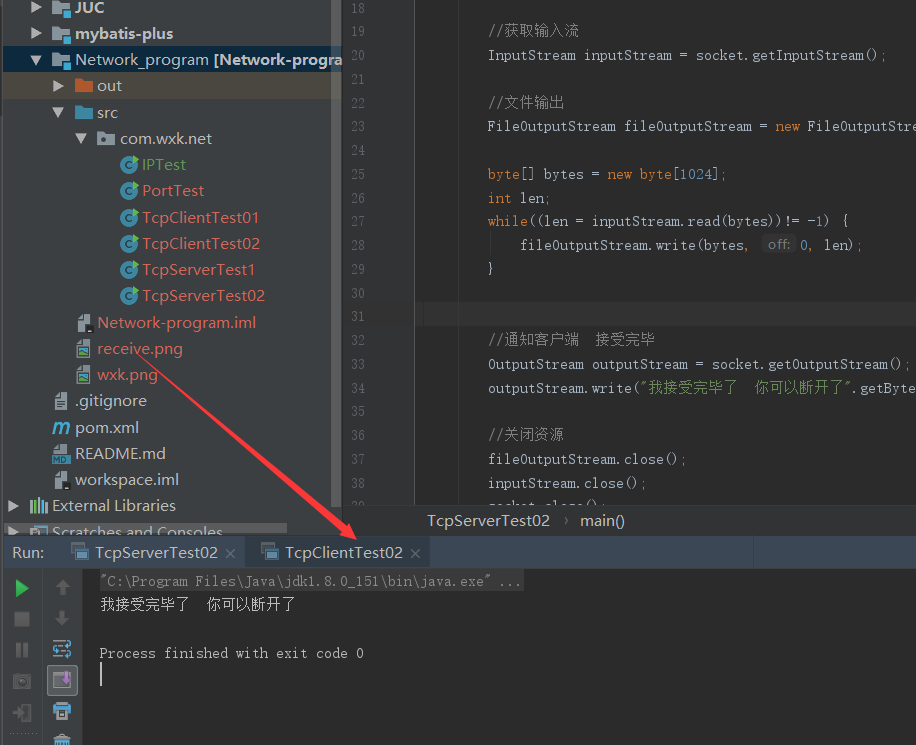 JUC
mybatis-plus
Network_program [Network-progra
out
src
com.wxk.net
IPTest
PortTest
TcpClientTest01
TcpClientTest02
TcpServerTest1
TcpServerTest02
Network-program.iml
receive.png
wxk.png
.gitignore
pom.xml
README.md
workspace.iml
External Libraries
Scratches and Consoles
18
19 //获取输入流
20 InputStream inputStream = socket.getInputStream();
21
22 //文件输出
23 FileOutputStream fileOutputStream = new FileOutputStre
24
25 byte[] bytes = new byte[1024];
26 int len;
27 while((len = inputStream.read(bytes))!= -1) {
28 fileOutputStream.write(bytes, off: 0, len);
29 }
30
31
32 //通知客户端 接受完毕
33 OutputStream outputStream = socket.getOutputStream();
34 outputStream.write("我接受完毕了 你可以断开了".getByte
35
36 //关闭资源
37 fileOutputStream.close();
38 inputStream.close();
39 socket.close();
TcpServerTest02 › main()
Run: TcpServerTest02 × TcpClientTest02 ×
"C:\Program Files\Java\jdk1.8.0_151\bin\java.exe" ...
我接受完毕了 你可以断开了
Process finished with exit code 0